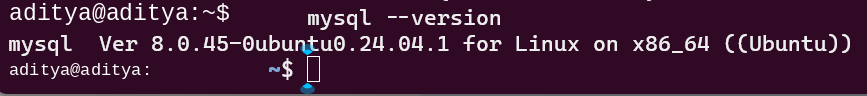 aditya@aditya:~$ mysql --version
mysql  Ver 8.0.45-0ubuntu0.24.04.1 for Linux on x86_64 ((Ubuntu))
aditya@aditya: ~$